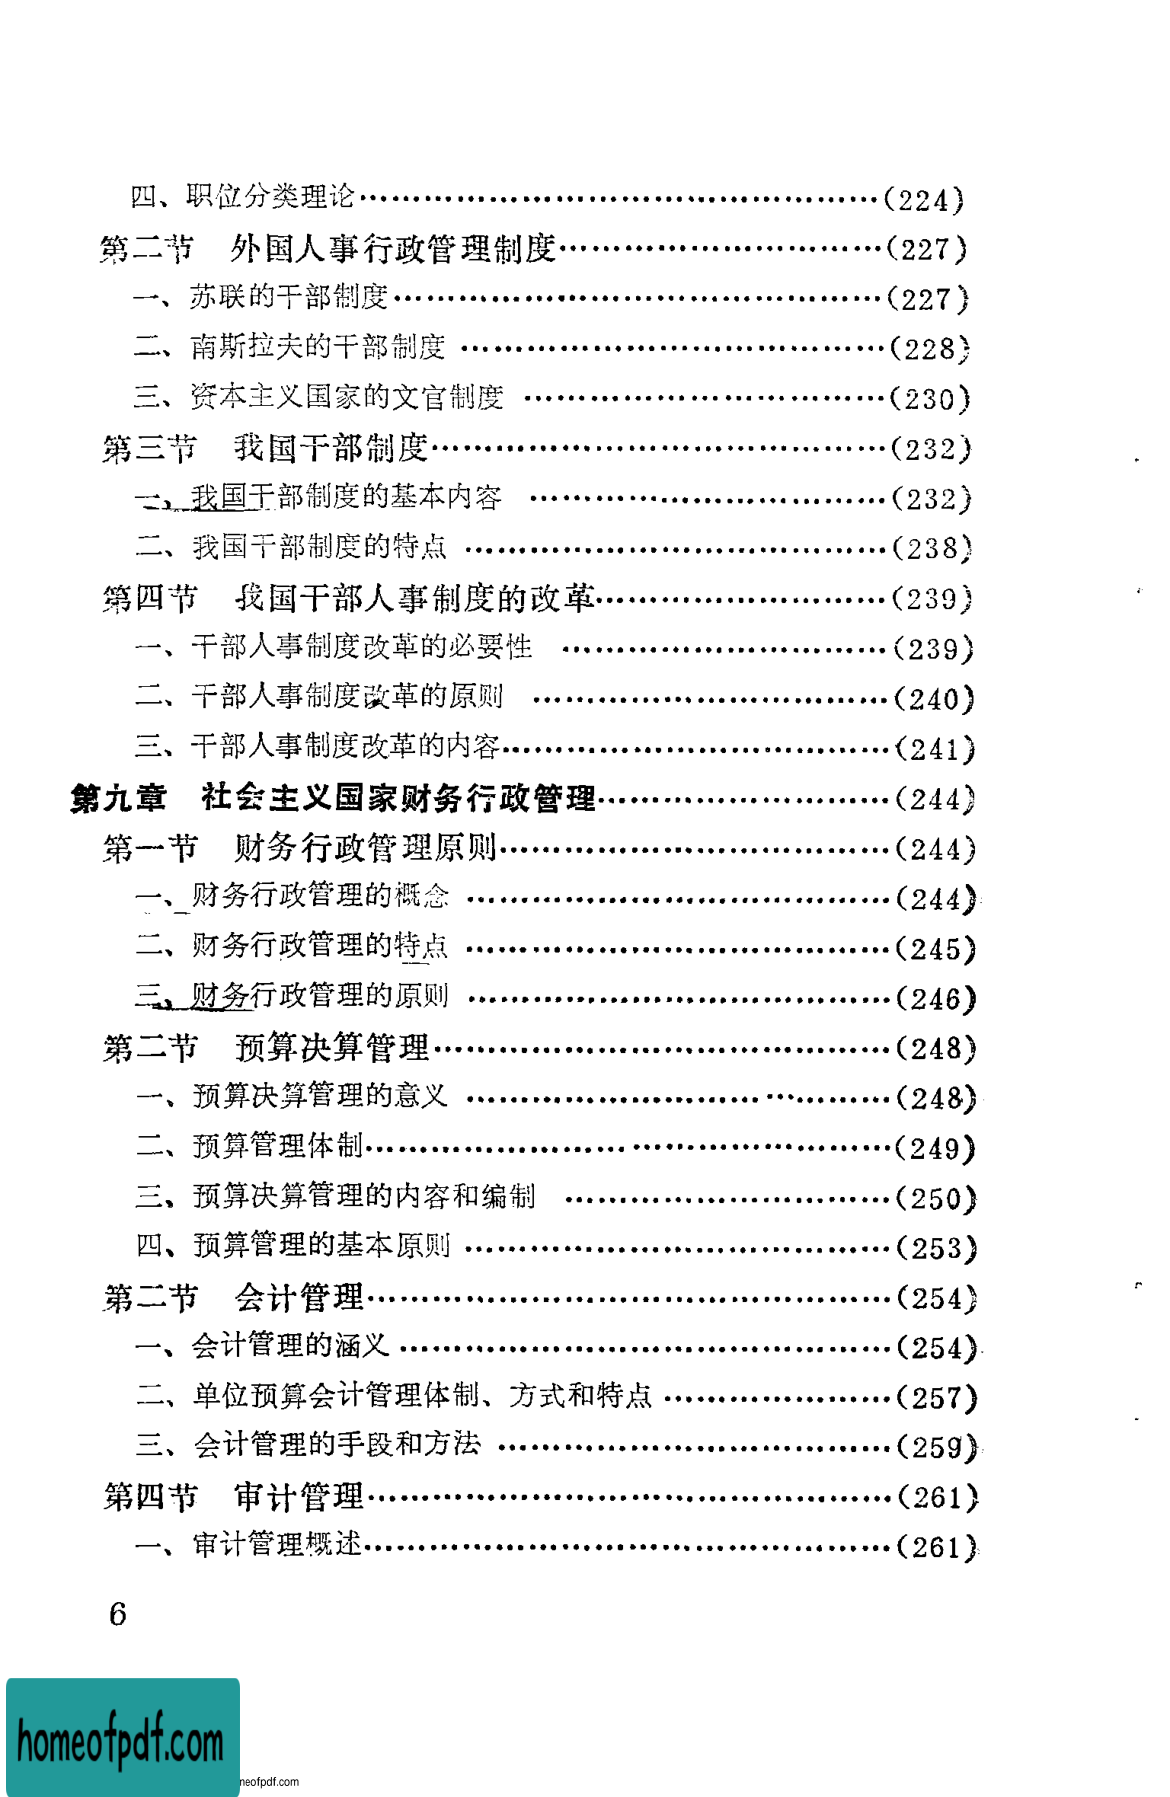 四、职位分类理论……………………………………………(224)
第二节　外国人事行政管理制度……………………………(227)
一、苏联的干部制度…………………………………………(227)
二、南斯拉夫的干部制度……………………………………(228)
三、资本主义国家的文官制度………………………………(230)
第三节　我国干部制度………………………………………(232)
一、我国干部制度的基本内容………………………………(232)
二、我国干部制度的特点……………………………………(238)
第四节　我国干部人事制度的改革…………………………(239)
一、干部人事制度改革的必要性……………………………(239)
二、干部人事制度改革的原则………………………………(240)
三、干部人事制度改革的内容………………………………(241)
第九章　社会主义国家财务行政管理………………………(244)
第一节　财务行政管理原则…………………………………(244)
一、财务行政管理的概念……………………………………(244)
二、财务行政管理的特点……………………………………(245)
三、财务行政管理的原则……………………………………(246)
第二节　预算决算管理………………………………………(248)
一、预算决算管理的意义……………………………………(248)
二、预算管理体制……………………………………………(249)
三、预算决算管理的内容和编制……………………………(250)
四、预算管理的基本原则……………………………………(253)
第二节　会计管理……………………………………………(254)
一、会计管理的涵义…………………………………………(254)
二、单位预算会计管理体制、方式和特点…………………(257)
三、会计管理的手段和方法…………………………………(259)
第四节　审计管理……………………………………………(261)
一、审计管理概述……………………………………………(261)
6
homeofpdf.com
neofpdf.com